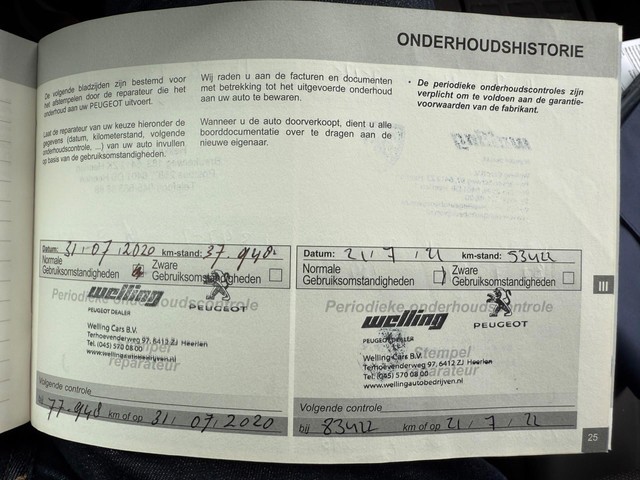 ONDERHOUDSHISTORIE
De volgende bladzijden zijn bestemd voor
het afstempelen door de reparateur die het
onderhoud aan uw PEUGEOT uitvoert.
Laat de reparateur van uw keuze hieronder de
gegevens (datum, kilometerstand, volgende
onderhoudscontrole, ...) van uw auto invullen
op basis van de gebruiksomstandigheden.
Wij raden u aan de facturen en documenten
met betrekking tot het uitgevoerde onderhoud
aan uw auto te bewaren.
Wanneer u de auto doorverkoopt, dient u alle
boorddocumentatie over te dragen aan de
nieuwe eigenaar.
• De periodieke onderhoudscontroles zijn
verplicht om te voldoen aan de garantie-
voorwaarden van de fabrikant.
Datum: 31.07.2020 km-stand: 37.948
Normale Gebruiksomstandigheden
Zware Gebruiksomstandigheden
Periodieke onderhoudscontrole
welling
PEUGEOT DEALER
PEUGEOT
Welling Cars B.V.
Terhoevenderweg 97, 6412 ZJ Heerlen
Tel. (045) 570 08 00
www.wellingautobedrijven.nl
reparateur
Volgende controle
77-948 km of op 31.07.2020
Datum: 21.7.21 km-stand: 53422
Normale Gebruiksomstandigheden
Zware Gebruiksomstandigheden
Periodieke onderhoudscontrole
welling
PEUGEOT DEALER
PEUGEOT
Welling Cars B.V.
Stempel
Terhoevenderweg 97, 6412 ZJ Heerlen
Tel. (045) 570 08 00
reparateur
www.wellingautobedrijven.nl
Volgende controle
bij 83422 km of op 21.7.22
III
25